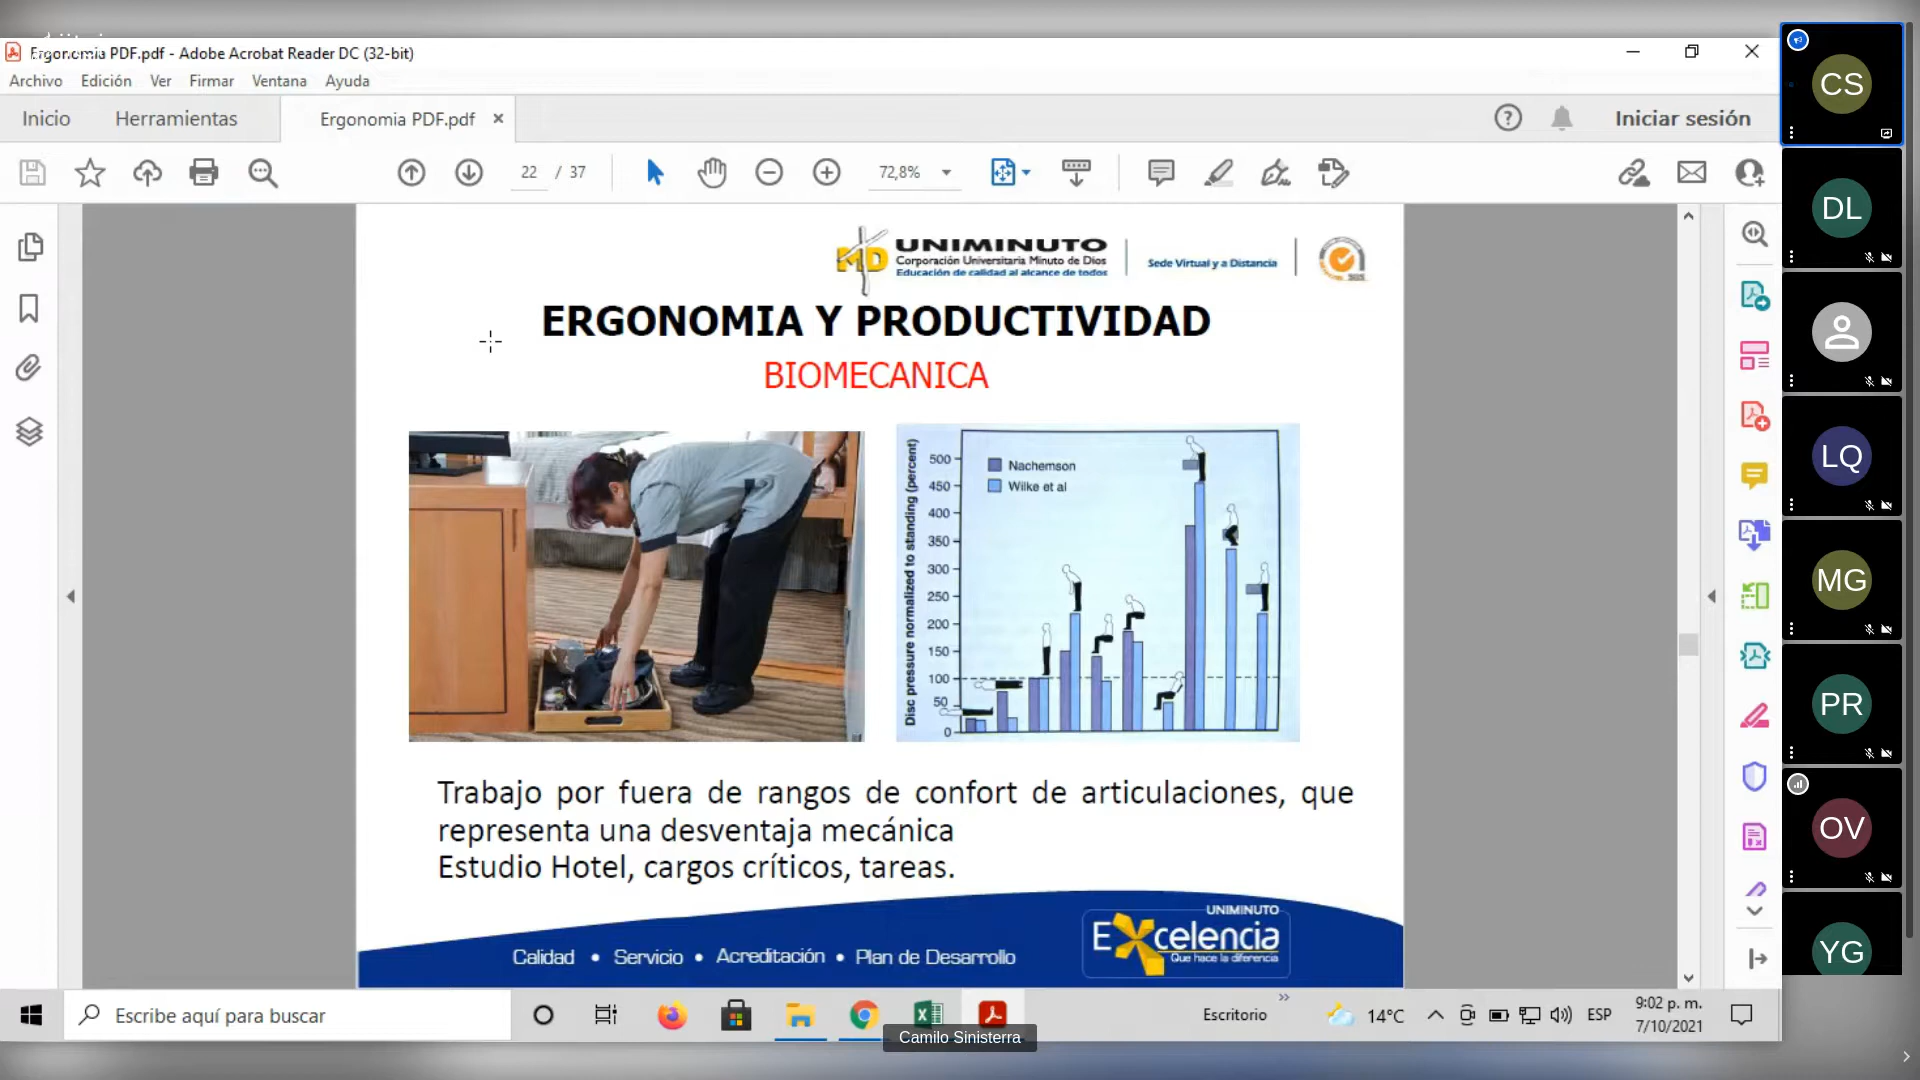 Ergonomia PDF.pdf - Adobe Acrobat Reader DC (32-bit)
Archivo Edición Ver Firmar Ventana Ayuda
Inicio Herramientas Ergonomia PDF.pdf
Iniciar sesión
22 / 37
72,8%
UNIMINUTO
Corporación Universitaria Minuto de Dios
Educación de calidad al alcance de todos
Sede Virtual y a Distancia
ERGONOMIA Y PRODUCTIVIDAD
BIOMECANICA
Disc pressure normalized to standing (percent)
500
450
400
350
300
250
200
150
100
50
0
Nachemson
Wilke et al
Trabajo por fuera de rangos de confort de articulaciones, que
representa una desventaja mecánica
Estudio Hotel, cargos críticos, tareas.
Calidad • Servicio • Acreditación • Plan de Desarrollo
UNIMINUTO
Excelencia
Que hace la diferencia
CS
DL
LQ
MG
PR
OV
YG
Escribe aquí para buscar
Escritorio
14°C
ESP
9:02 p. m.
7/10/2021
Camilo Sinisterra